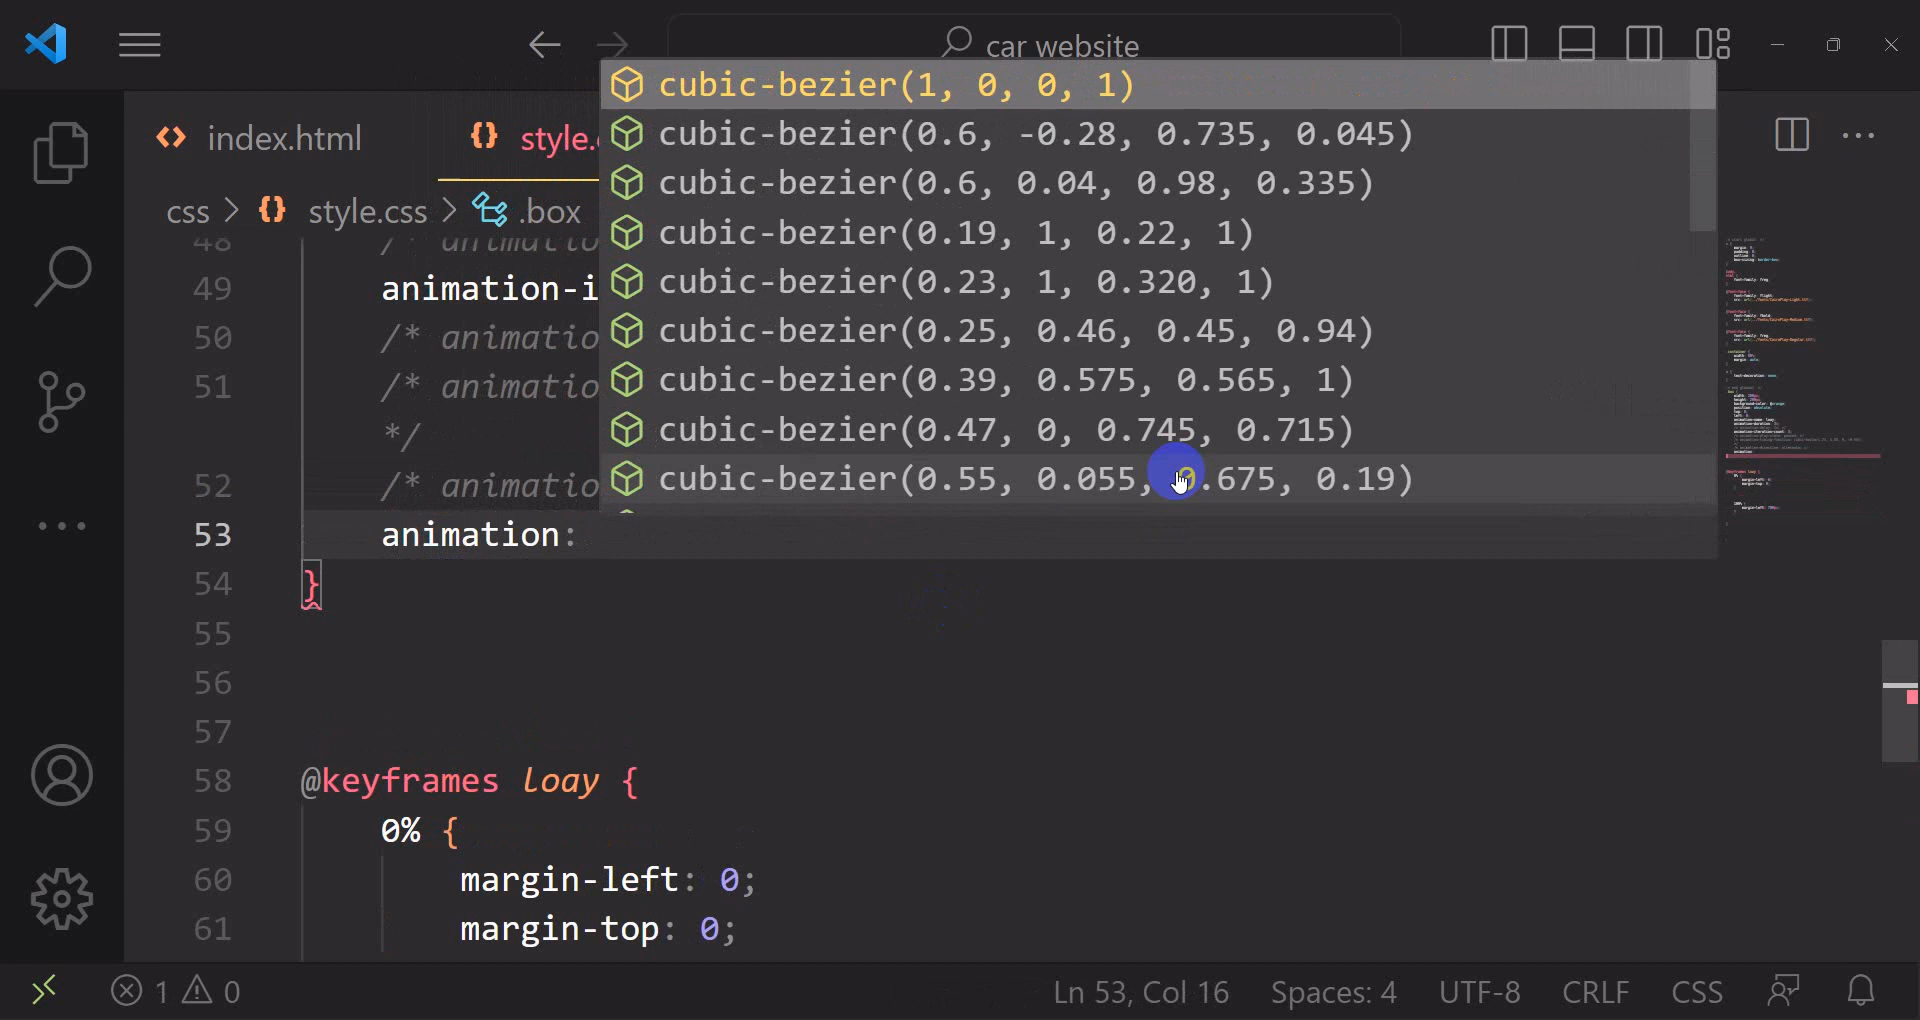 car website
index.html
style.
css > {} style.css > .box
cubic-bezier(1, 0, 0, 1)
cubic-bezier(0.6, -0.28, 0.735, 0.045)
cubic-bezier(0.6, 0.04, 0.98, 0.335)
cubic-bezier(0.19, 1, 0.22, 1)
cubic-bezier(0.23, 1, 0.320, 1)
cubic-bezier(0.25, 0.46, 0.45, 0.94)
cubic-bezier(0.39, 0.575, 0.565, 1)
cubic-bezier(0.47, 0, 0.745, 0.715)
cubic-bezier(0.55, 0.055, 0.675, 0.19)
48 /* animatio
49 animation-i
50 /* animatio
51 /* animatio
*/
52 /* animatio
53 animation:
54 }
55
56
57
58 @keyframes loay {
59 0% {
60 margin-left: 0;
61 margin-top: 0;
1 0 Ln 53, Col 16 Spaces: 4 UTF-8 CRLF CSS